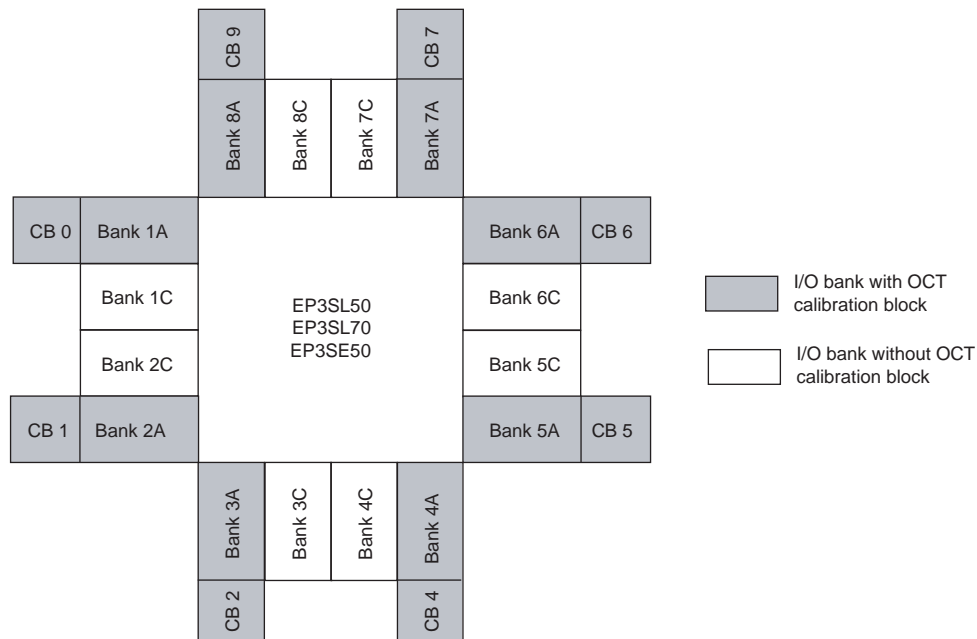 CB 9
CB 7
Bank 8A
Bank 8C
Bank 7C
Bank 7A
CB 0
Bank 1A
Bank 6A
CB 6
Bank 1C
Bank 6C
Bank 2C
Bank 5C
CB 1
Bank 2A
Bank 5A
CB 5
EP3SL50
EP3SL70
EP3SE50
Bank 3A
Bank 3C
Bank 4C
Bank 4A
CB 2
CB 4
I/O bank with OCT
calibration block
I/O bank without OCT
calibration block